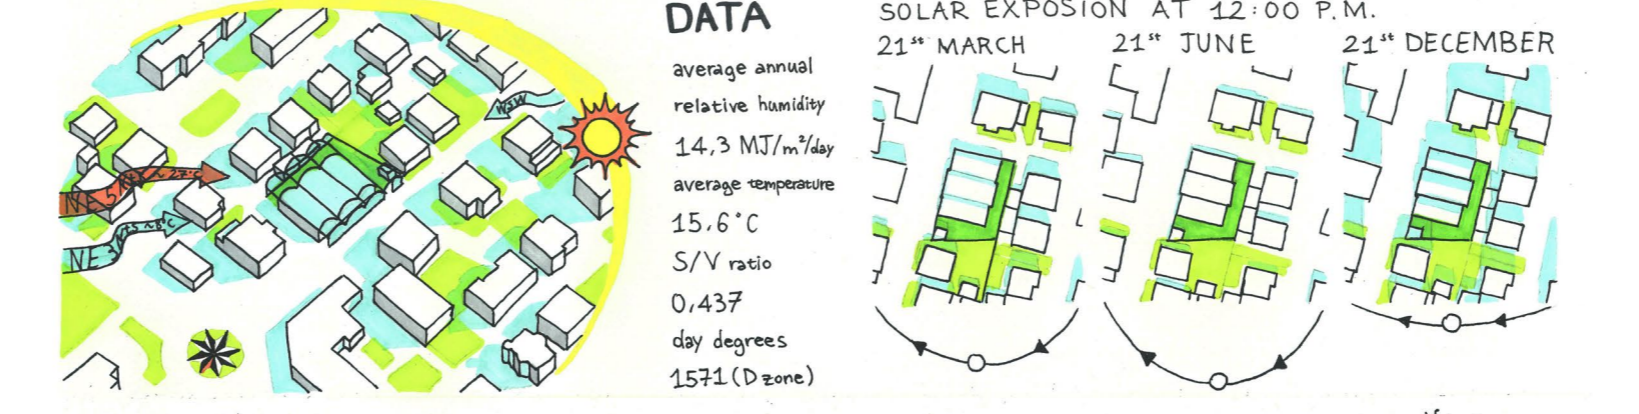 DATA
average annual
relative humidity
14,3 MJ/m²/day
average temperature
15,6°C
S/V ratio
0,437
day degrees
1571 (D zone)
SOLAR EXPOSION AT 12:00 P.M.
21st MARCH
21st JUNE
21st DECEMBER
WSW
NE